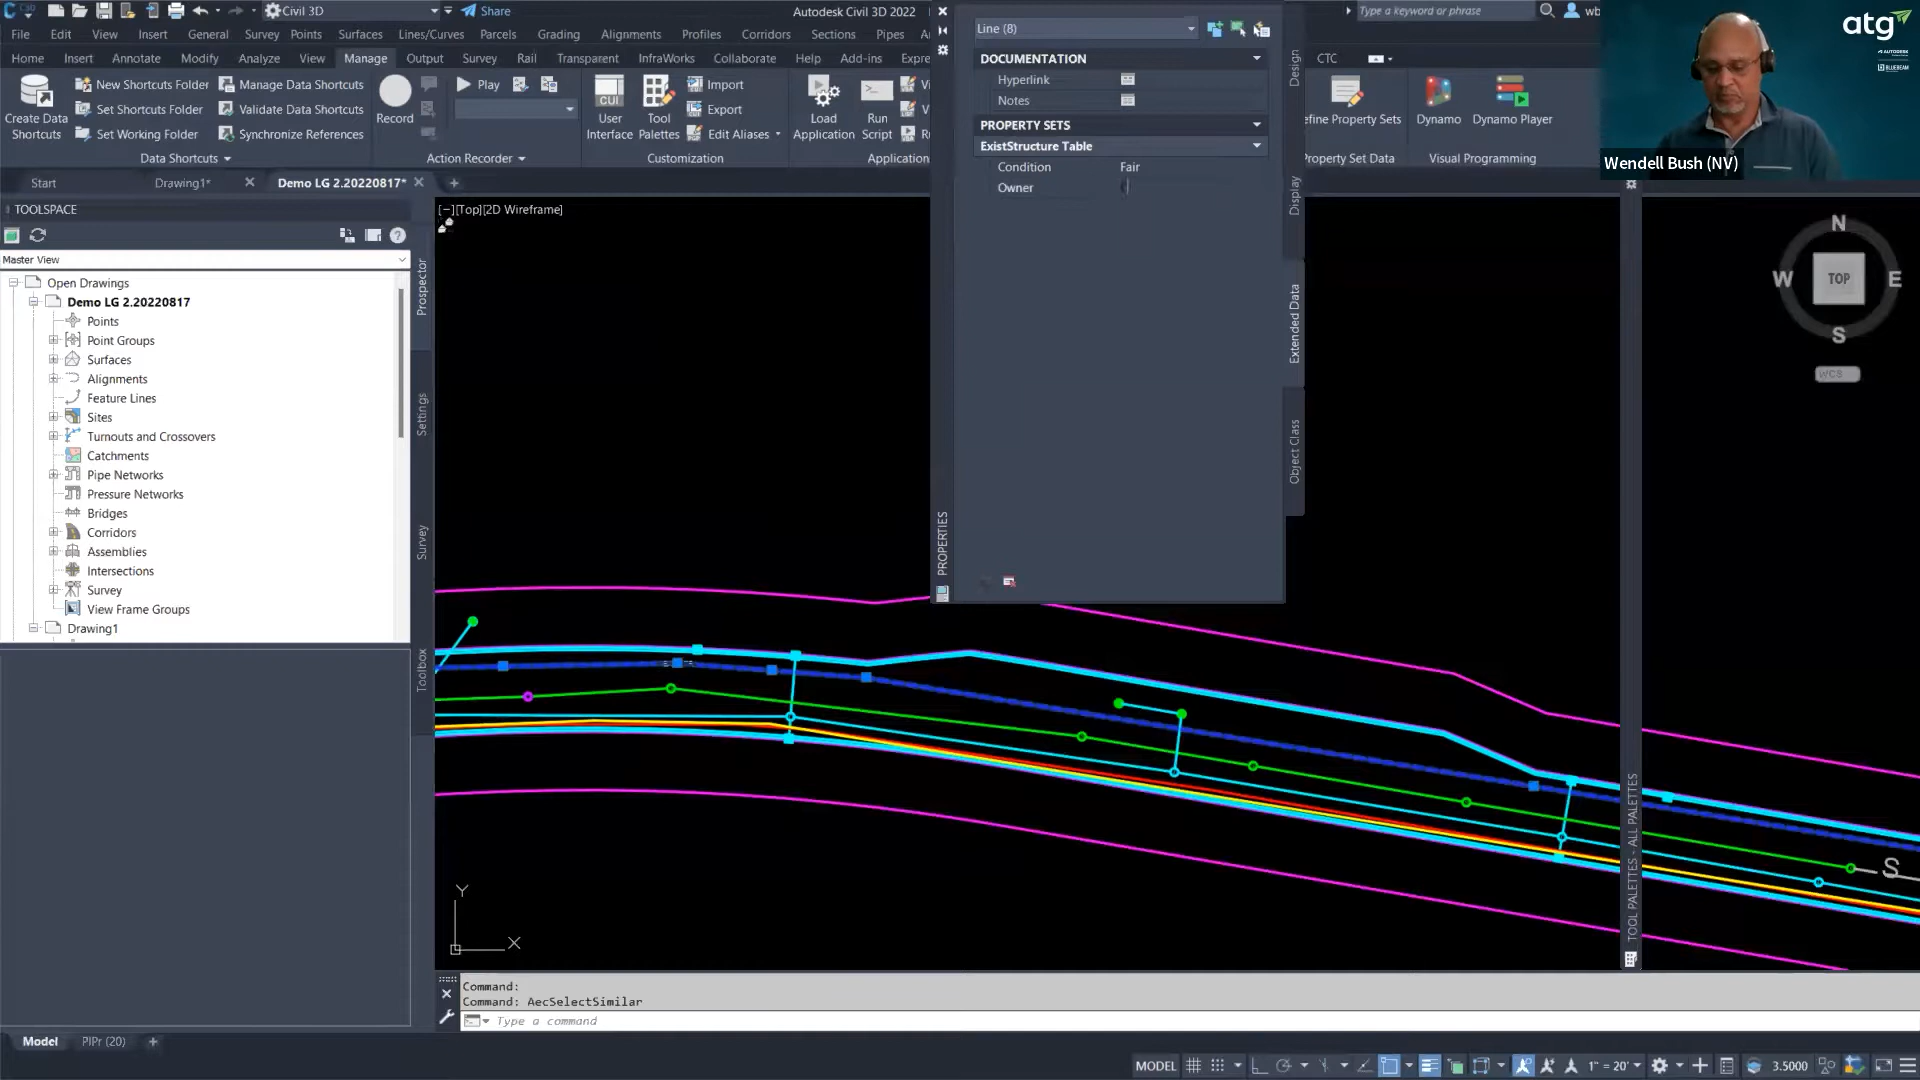 Civil 3D
Share
Autodesk Civil 3D 2022
Type a keyword or phrase
wb
File Edit View Insert General Survey Points Surfaces Lines/Curves Parcels Grading Alignments Profiles Corridors Sections Pipes
Home Insert Annotate Modify Analyze View Manage Output Survey Rail Transparent InfraWorks Collaborate Help Add-ins Expre
CTC
New Shortcuts Folder
Manage Data Shortcuts
Play
Import
Set Shortcuts Folder
Validate Data Shortcuts
Export
Create Data Shortcuts
Set Working Folder
Synchronize References
Record
CUI
User Interface
Tool Palettes
Edit Aliases
Load Application
Run Script
efine Property Sets
Dynamo
Dynamo Player
Data Shortcuts
Action Recorder
Customization
Application
roperty Set Data
Visual Programming
Start
Drawing1*
Demo LG 2.20220817*
TOOLSPACE
Master View
Open Drawings
Demo LG 2.20220817
Points
Point Groups
Surfaces
Alignments
Feature Lines
Sites
Turnouts and Crossovers
Catchments
Pipe Networks
Pressure Networks
Bridges
Corridors
Assemblies
Intersections
Survey
View Frame Groups
Drawing1
Prospector
Settings
Survey
Toolbox
[−][Top][2D Wireframe]
Line (8)
DOCUMENTATION
Hyperlink
Notes
PROPERTY SETS
ExistStructure Table
Condition Fair
Owner
PROPERTIES
Design
Display
Extended Data
Object Class
TOOL PALETTES - ALL PALETTES
N
W TOP E
S
WCS
S
Y
X
Command:
Command: AecSelectSimilar
Type a command
Model
PIPr (20)
MODEL
1" = 20'
3.5000
atg
AUTODESK
BLUEBEAM
Wendell Bush (NV)